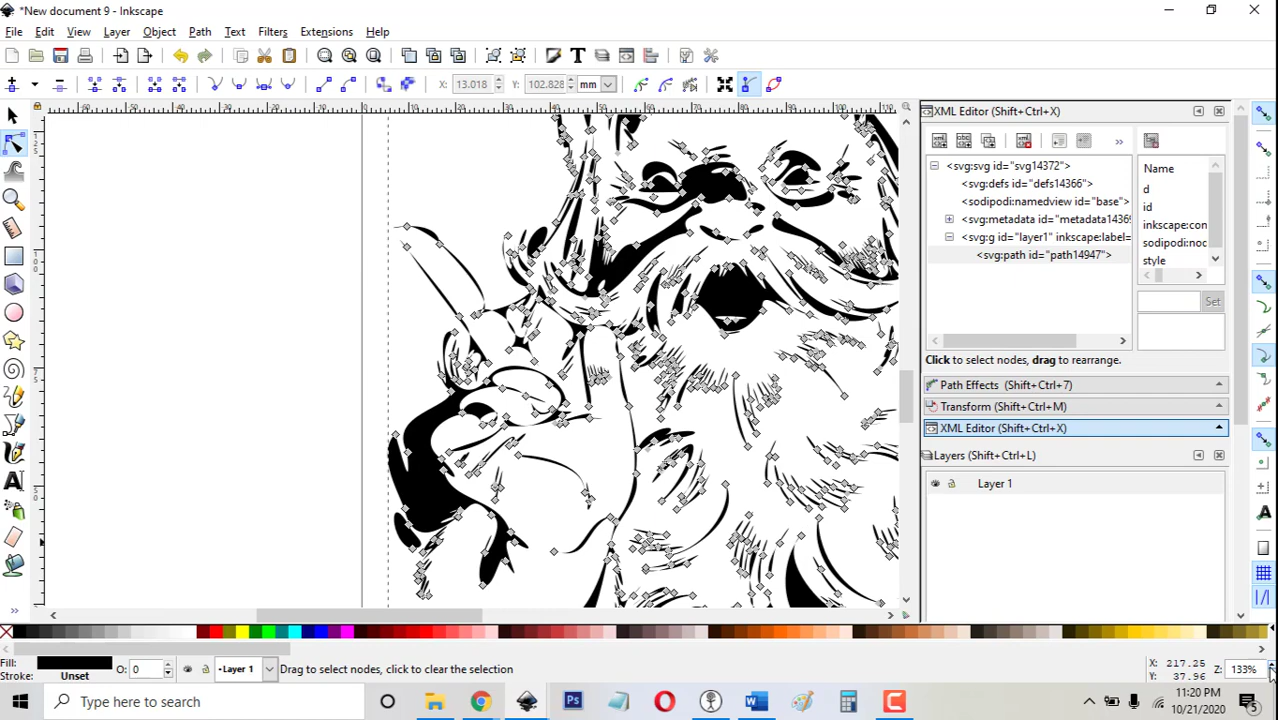 *New document 9 - Inkscape
File Edit View Layer Object Path Text Filters Extensions Help
X: 13.018 Y: 102.828 mm
XML Editor (Shift+Ctrl+X)
<svg:svg id="svg14372">
<svg:defs id="defs14366">
<sodipodi:namedview id="base">
<svg:metadata id="metadata14369
<svg:g id="layer1" inkscape:label=
<svg:path id="path14947">
Name
d
id
inkscape:conn
sodipodi:nod
style
Set
Click to select nodes, drag to rearrange.
Path Effects (Shift+Ctrl+7)
Transform (Shift+Ctrl+M)
XML Editor (Shift+Ctrl+X)
Layers (Shift+Ctrl+L)
Layer 1
Fill:
Stroke: Unset
O: 0
Layer 1
Drag to select nodes, click to clear the selection
X: 217.25
Y: 37.96
Z: 133%
Type here to search
Ps
W
11:20 PM
10/21/2020
5